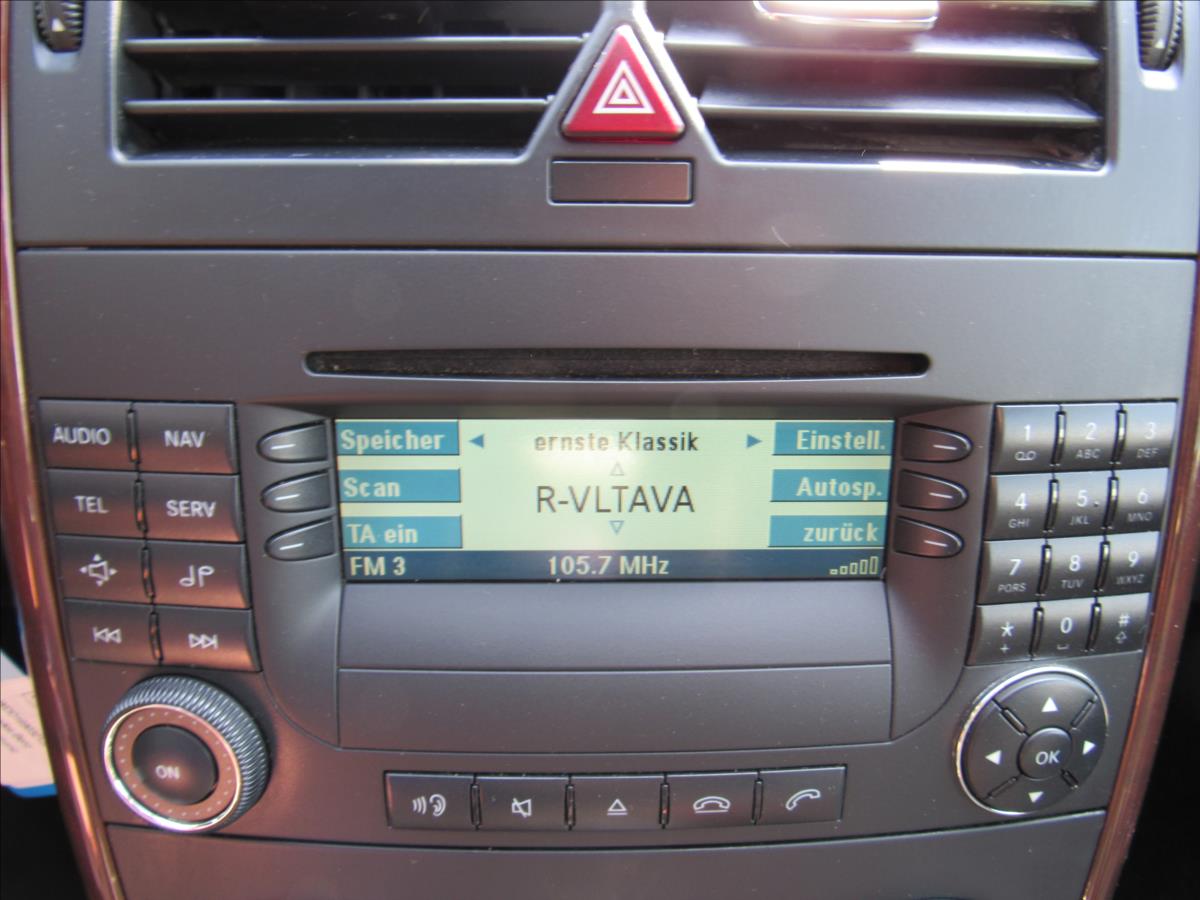 AUDIO NAV
TEL SERV
ON
Speicher ernste Klassik Einstell.
Scan R-VLTAVA Autosp.
TA ein zurück
FM 3 105.7 MHz
1 2 3
QO ABC DEF
4 5 6
GHI JKL MNO
7 8 9
PQRS TUV WXYZ
* 0 #
+
OK